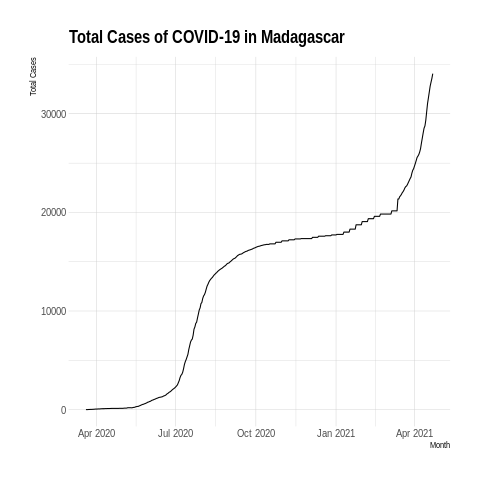 Total Cases of COVID-19 in Madagascar
Total Cases
30000
20000
10000
0
Apr 2020 Jul 2020 Oct 2020 Jan 2021 Apr 2021
Month